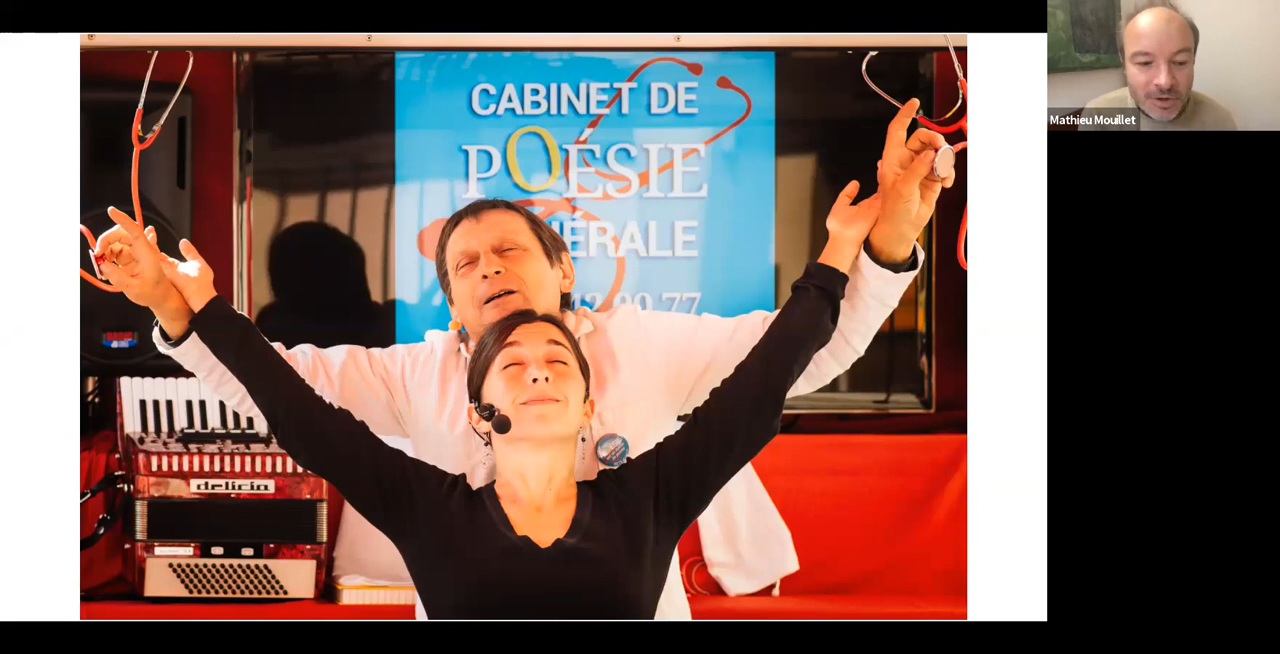 CABINET DE
POÉSIE
ÉRALE
Mathieu Mouillet
delicia